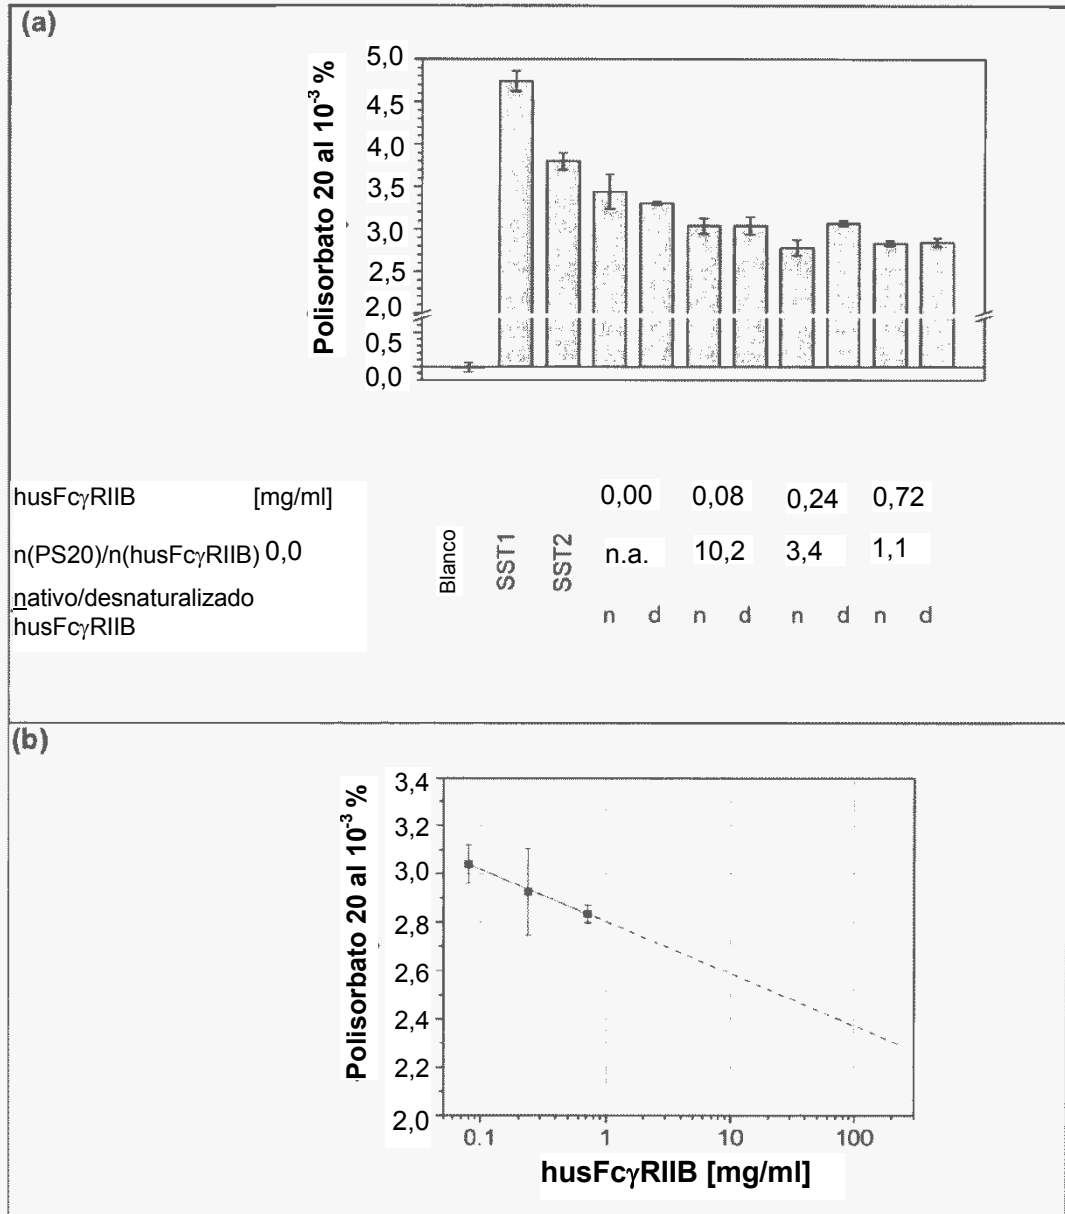 (a)
Polisorbato 20 al 10⁻³ %
5,0
4,5
4,0
3,5
3,0
2,5
2,0
0,5
0,0
husFcγRIIB [mg/ml] 0,00 0,08 0,24 0,72
n(PS20)/n(husFcγRIIB) 0,0 Blanco SST1 SST2 n.a. 10,2 3,4 1,1
nativo/desnaturalizado
husFcγRIIB
n d n d n d n d
(b)
Polisorbato 20 al 10⁻³ %
3,4
3,2
3,0
2,8
2,6
2,4
2,2
2,0
0.1 1 10 100
husFcγRIIB [mg/ml]